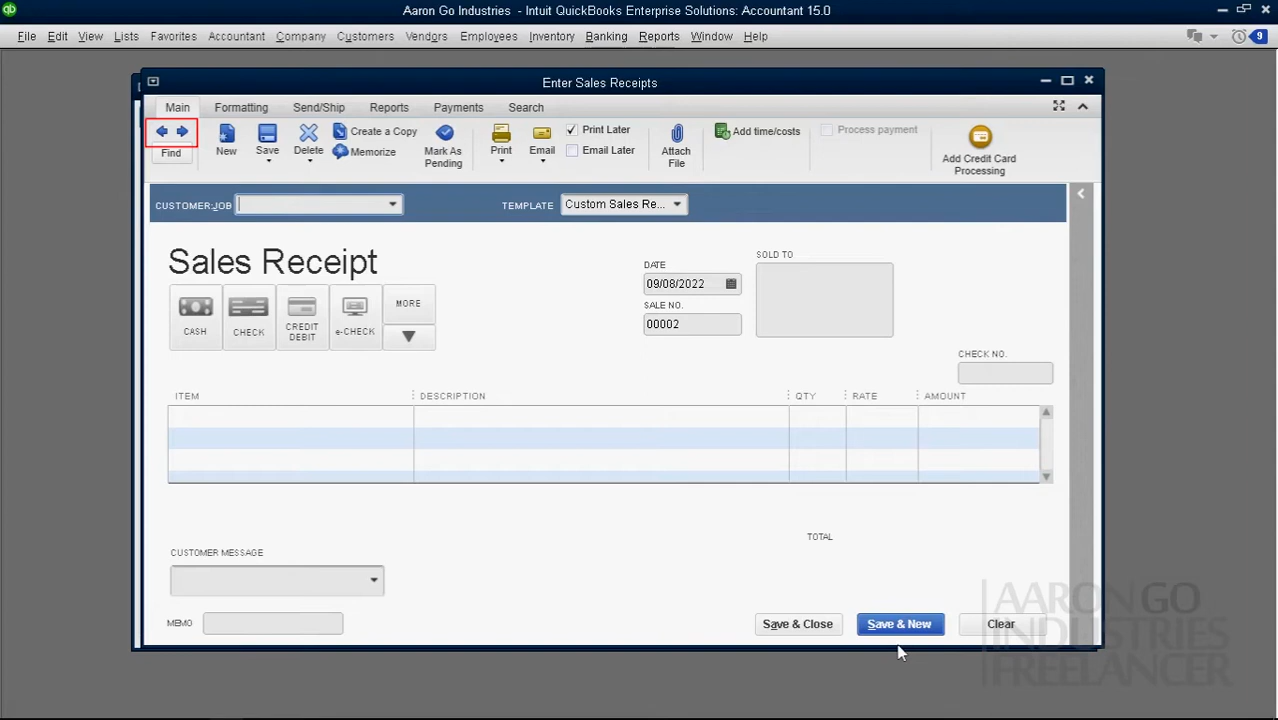 Aaron Go Industries - Intuit QuickBooks Enterprise Solutions: Accountant 15.0
File Edit View Lists Favorites Accountant Company Customers Vendors Employees Inventory Banking Reports Window Help 9
Enter Sales Receipts
Main Formatting Send/Ship Reports Payments Search
Find
New
Save
Delete
Create a Copy
Memorize
Mark As
Pending
Print
Email
Print Later
Email Later
Attach
File
Add time/costs
Process payment
Add Credit Card
Processing
CUSTOMER:JOB TEMPLATE Custom Sales Re...
Sales Receipt
CASH
CHECK
CREDIT
DEBIT
e-CHECK
MORE
DATE
09/08/2022
SALE NO.
00002
SOLD TO
CHECK NO.
ITEM DESCRIPTION QTY RATE AMOUNT
TOTAL
CUSTOMER MESSAGE
MEMO
Save & Close Save & New Clear
AARON GO
INDUSTRIES
FREELANCER